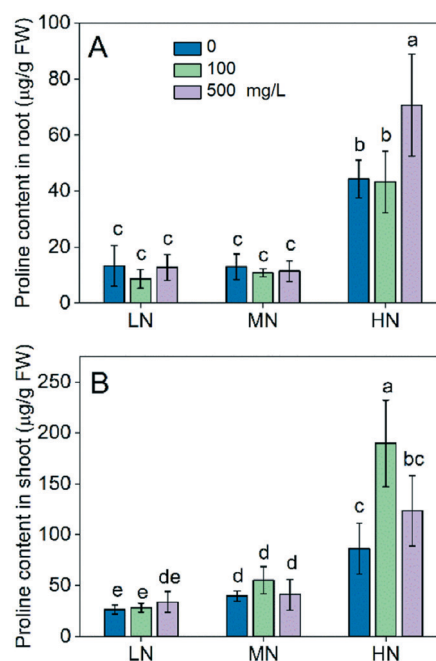 Proline content in root (μg/g FW)
A
0
100
500 mg/L
100
80
60
40
20
0
c
c
c
c
c
c
b
b
a
LN
MN
HN
Proline content in shoot (μg/g FW)
B
250
200
150
100
50
0
e
e
de
d
d
d
c
a
bc
LN
MN
HN